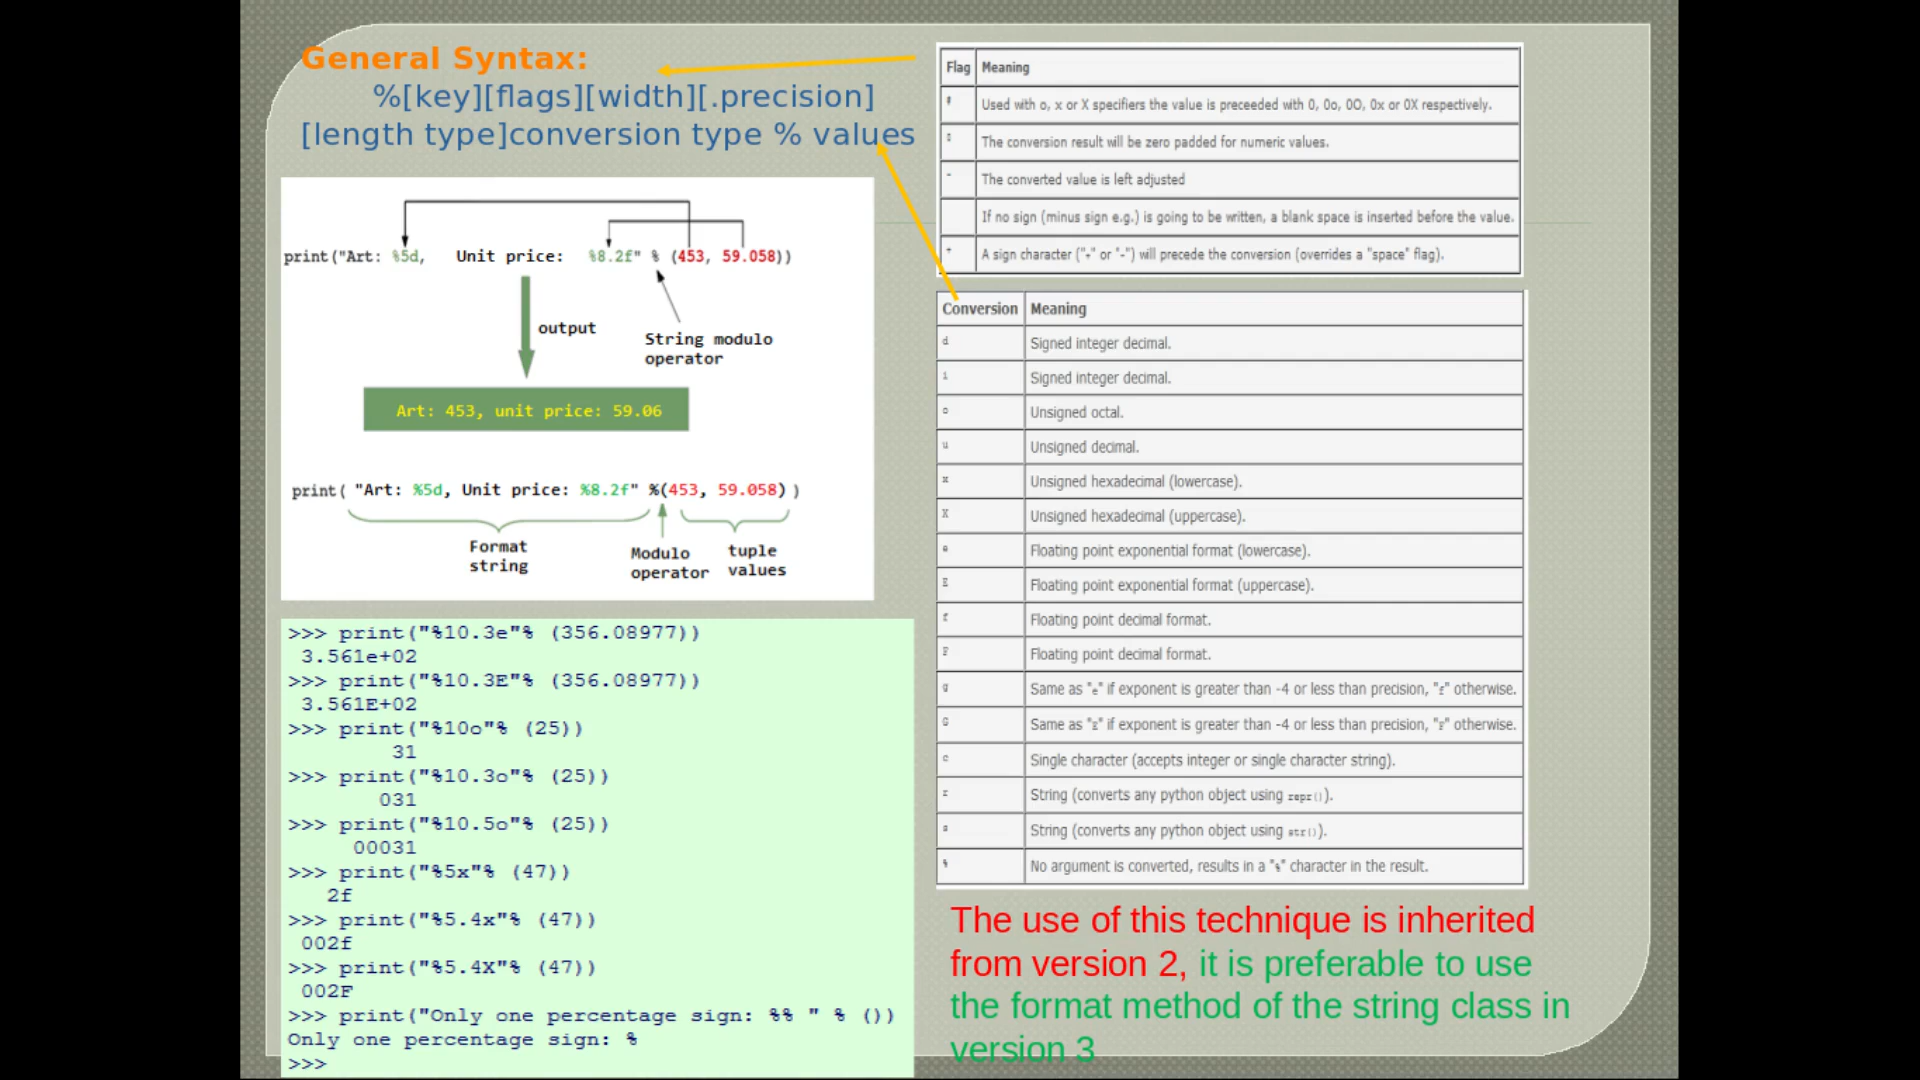 General Syntax:
%[key][flags][width][.precision]
[length type]conversion type % values
print("Art: %5d, Unit price: %8.2f" % (453, 59.058))
output
String modulo
operator
Art: 453, unit price: 59.06
print( "Art: %5d, Unit price: %8.2f" %(453, 59.058) )
Format
string
Modulo
operator
tuple
values
>>> print("%10.3e"% (356.08977))
3.561e+02
>>> print("%10.3E"% (356.08977))
3.561E+02
>>> print("%10o"% (25))
31
>>> print("%10.3o"% (25))
031
>>> print("%10.5o"% (25))
00031
>>> print("%5x"% (47))
2f
>>> print("%5.4x"% (47))
002f
>>> print("%5.4X"% (47))
002F
>>> print("Only one percentage sign: %% " % ())
Only one percentage sign: %
>>>
Flag Meaning
# Used with o, x or X specifiers the value is preceeded with 0, 0o, 0O, 0x or 0X respectively.
0 The conversion result will be zero padded for numeric values.
- The converted value is left adjusted
If no sign (minus sign e.g.) is going to be written, a blank space is inserted before the value.
+ A sign character ("+" or "-") will precede the conversion (overrides a "space" flag).
Conversion Meaning
d Signed integer decimal.
i Signed integer decimal.
o Unsigned octal.
u Unsigned decimal.
x Unsigned hexadecimal (lowercase).
X Unsigned hexadecimal (uppercase).
e Floating point exponential format (lowercase).
E Floating point exponential format (uppercase).
f Floating point decimal format.
F Floating point decimal format.
g Same as "e" if exponent is greater than -4 or less than precision, "f" otherwise.
G Same as "E" if exponent is greater than -4 or less than precision, "F" otherwise.
c Single character (accepts integer or single character string).
r String (converts any python object using repr()).
s String (converts any python object using str()).
% No argument is converted, results in a "%" character in the result.
The use of this technique is inherited
from version 2, it is preferable to use
the format method of the string class in
version 3